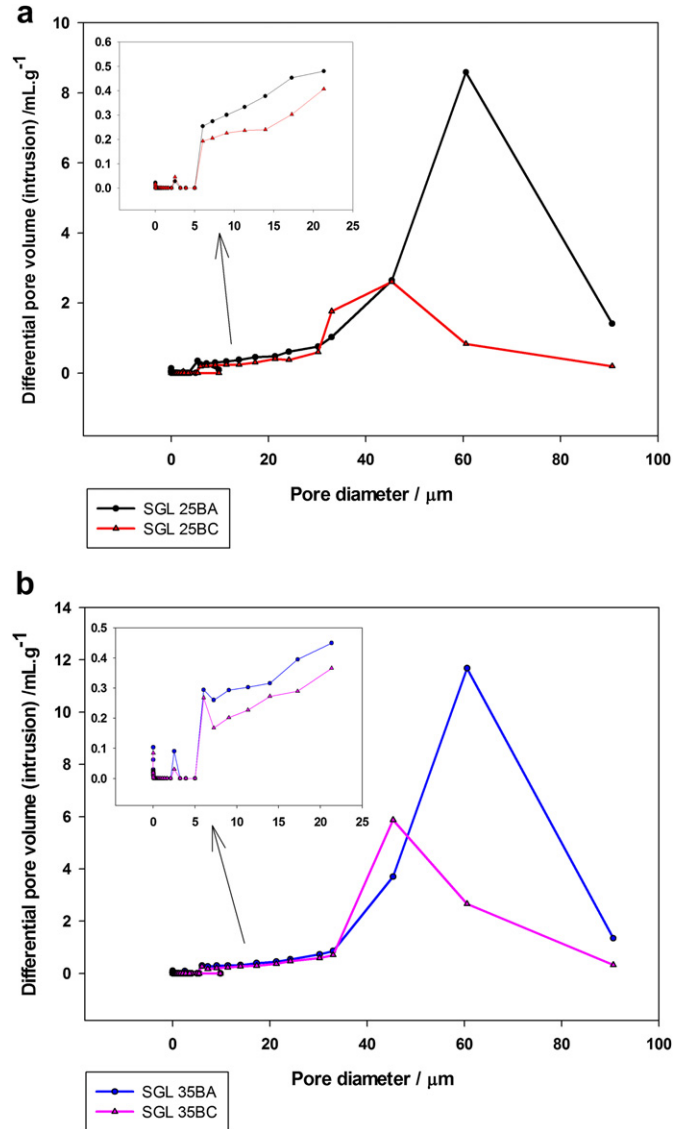 a
Differential pore volume (intrusion) /mL.g-1
10
8
6
4
2
0
0.6
0.5
0.4
0.3
0.2
0.1
0.0
0 5 10 15 20 25
0 20 40 60 80 100
Pore diameter / μm
SGL 25BA
SGL 25BC
b
Differential pore volume (intrusion) /mL.g-1
14
12
10
8
6
4
2
0
0.5
0.4
0.3
0.2
0.1
0.0
0 5 10 15 20 25
0 20 40 60 80 100
Pore diameter / μm
SGL 35BA
SGL 35BC